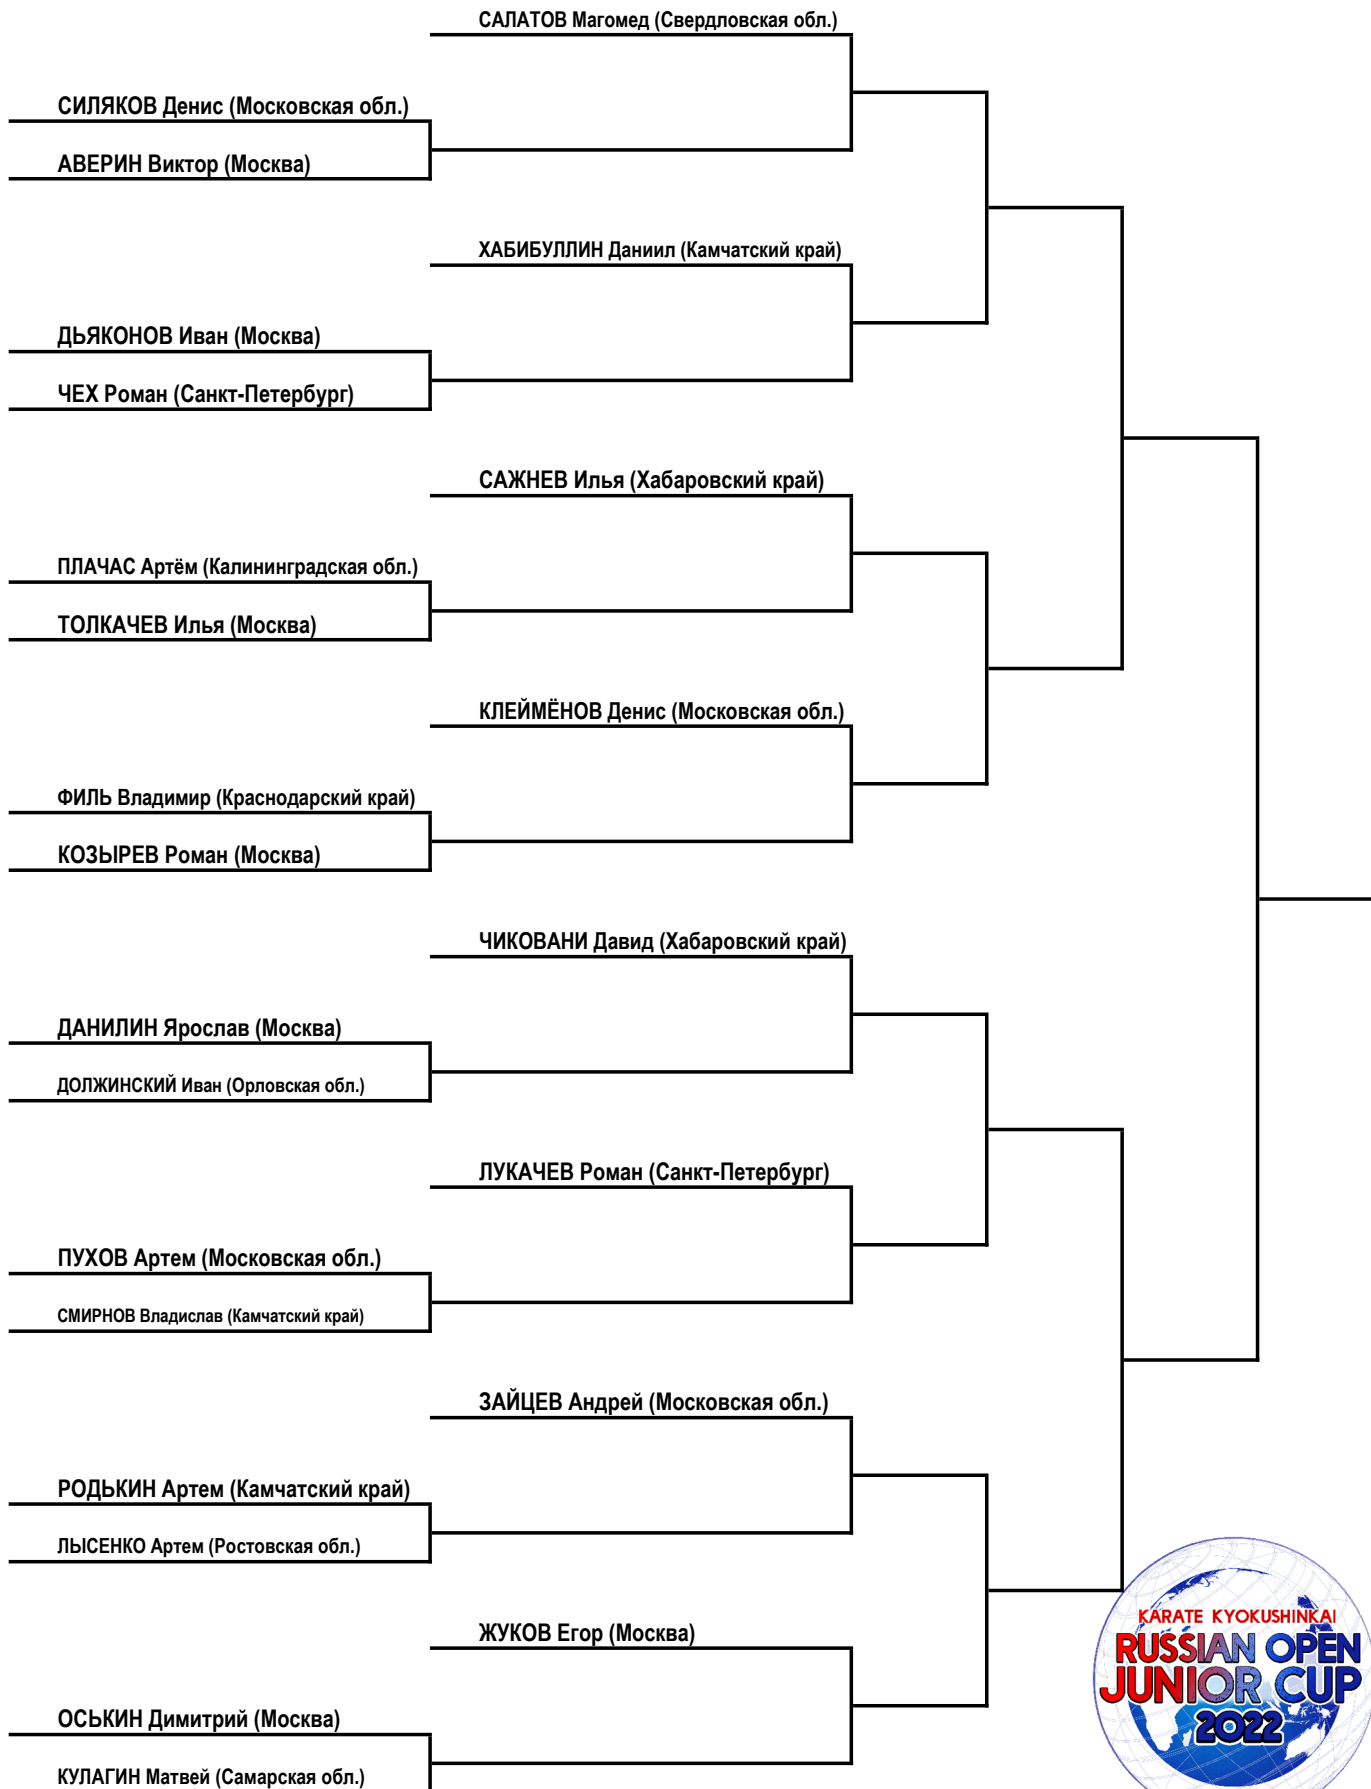 САЛАТОВ Магомед (Свердловская обл.)
СИЛЯКОВ Денис (Московская обл.)
АВЕРИН Виктор (Москва)
ХАБИБУЛЛИН Даниил (Камчатский край)
ДЬЯКОНОВ Иван (Москва)
ЧЕХ Роман (Санкт-Петербург)
САЖНЕВ Илья (Хабаровский край)
ПЛАЧАС Артём (Калининградская обл.)
ТОЛКАЧЕВ Илья (Москва)
КЛЕЙМЁНОВ Денис (Московская обл.)
ФИЛЬ Владимир (Краснодарский край)
КОЗЫРЕВ Роман (Москва)
ЧИКОВАНИ Давид (Хабаровский край)
ДАНИЛИН Ярослав (Москва)
ДОЛЖИНСКИЙ Иван (Орловская обл.)
ЛУКАЧЕВ Роман (Санкт-Петербург)
ПУХОВ Артем (Московская обл.)
СМИРНОВ Владислав (Камчатский край)
ЗАЙЦЕВ Андрей (Московская обл.)
РОДЬКИН Артем (Камчатский край)
ЛЫСЕНКО Артем (Ростовская обл.)
ЖУКОВ Егор (Москва)
ОСЬКИН Димитрий (Москва)
КУЛАГИН Матвей (Самарская обл.)
KARATE KYOKUSHINKAI
RUSSIAN OPEN
JUNIOR CUP
2022